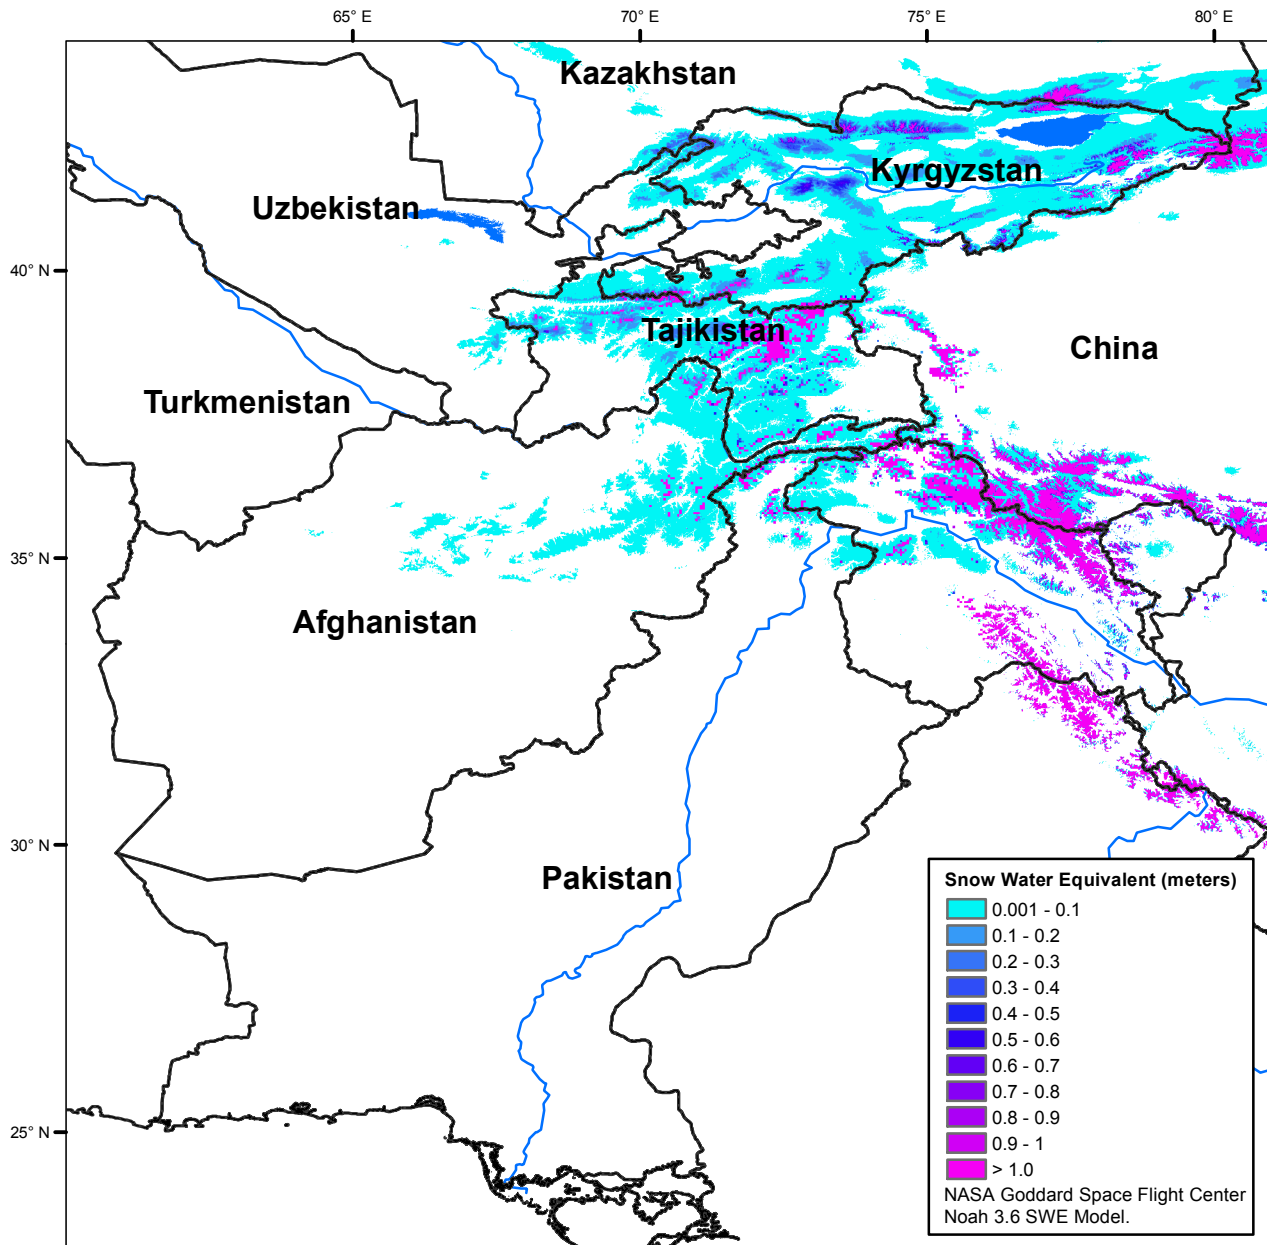 65° E
70° E
75° E
80° E
Kazakhstan
Kyrgyzstan
Uzbekistan
40° N
Tajikistan
China
Turkmenistan
35° N
Afghanistan
30° N
Pakistan
25° N
Snow Water Equivalent (meters)
0.001 - 0.1
0.1 - 0.2
0.2 - 0.3
0.3 - 0.4
0.4 - 0.5
0.5 - 0.6
0.6 - 0.7
0.7 - 0.8
0.8 - 0.9
0.9 - 1
> 1.0
NASA Goddard Space Flight Center
Noah 3.6 SWE Model.